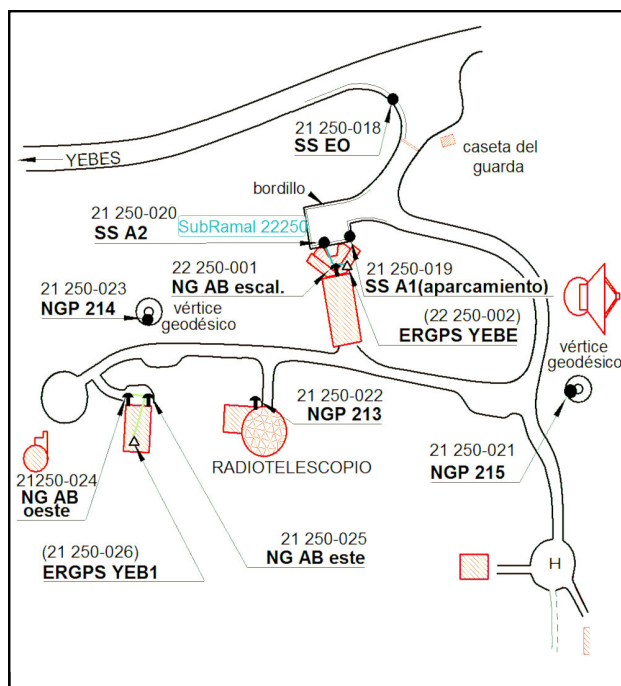 21 250-018
SS EO
YEBES
caseta del
guarda
bordillo
21 250-020
SS A2
SubRamal 22250
22 250-001
NG AB escal.
21 250-019
SS A1(aparcamiento)
21 250-023
NGP 214
vértice
geodésico
(22 250-002)
ERGPS YEBE
vértice
geodésico
21 250-022
NGP 213
21 250-021
NGP 215
RADIOTELESCOPIO
21250-024
NG AB
oeste
21 250-025
NG AB este
(21 250-026)
ERGPS YEB1
H